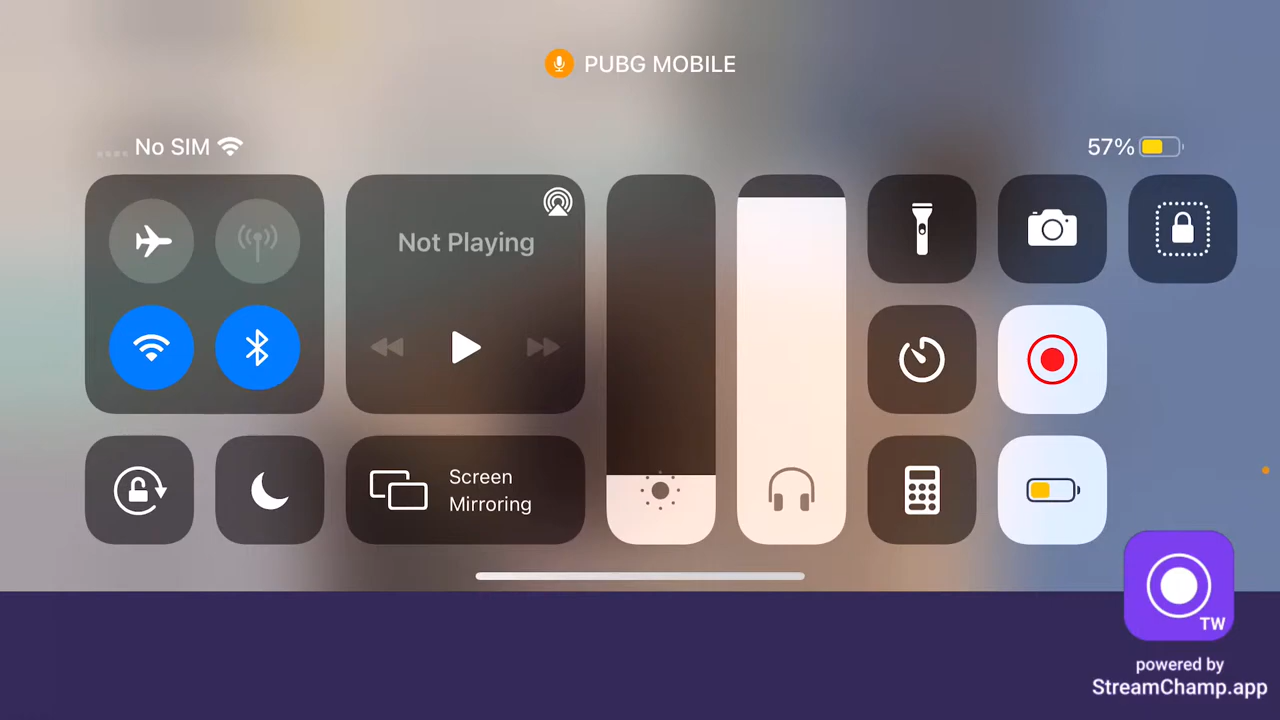 PUBG MOBILE
No SIM
57%
Not Playing
Screen
Mirroring
TW
powered by
StreamChamp.app